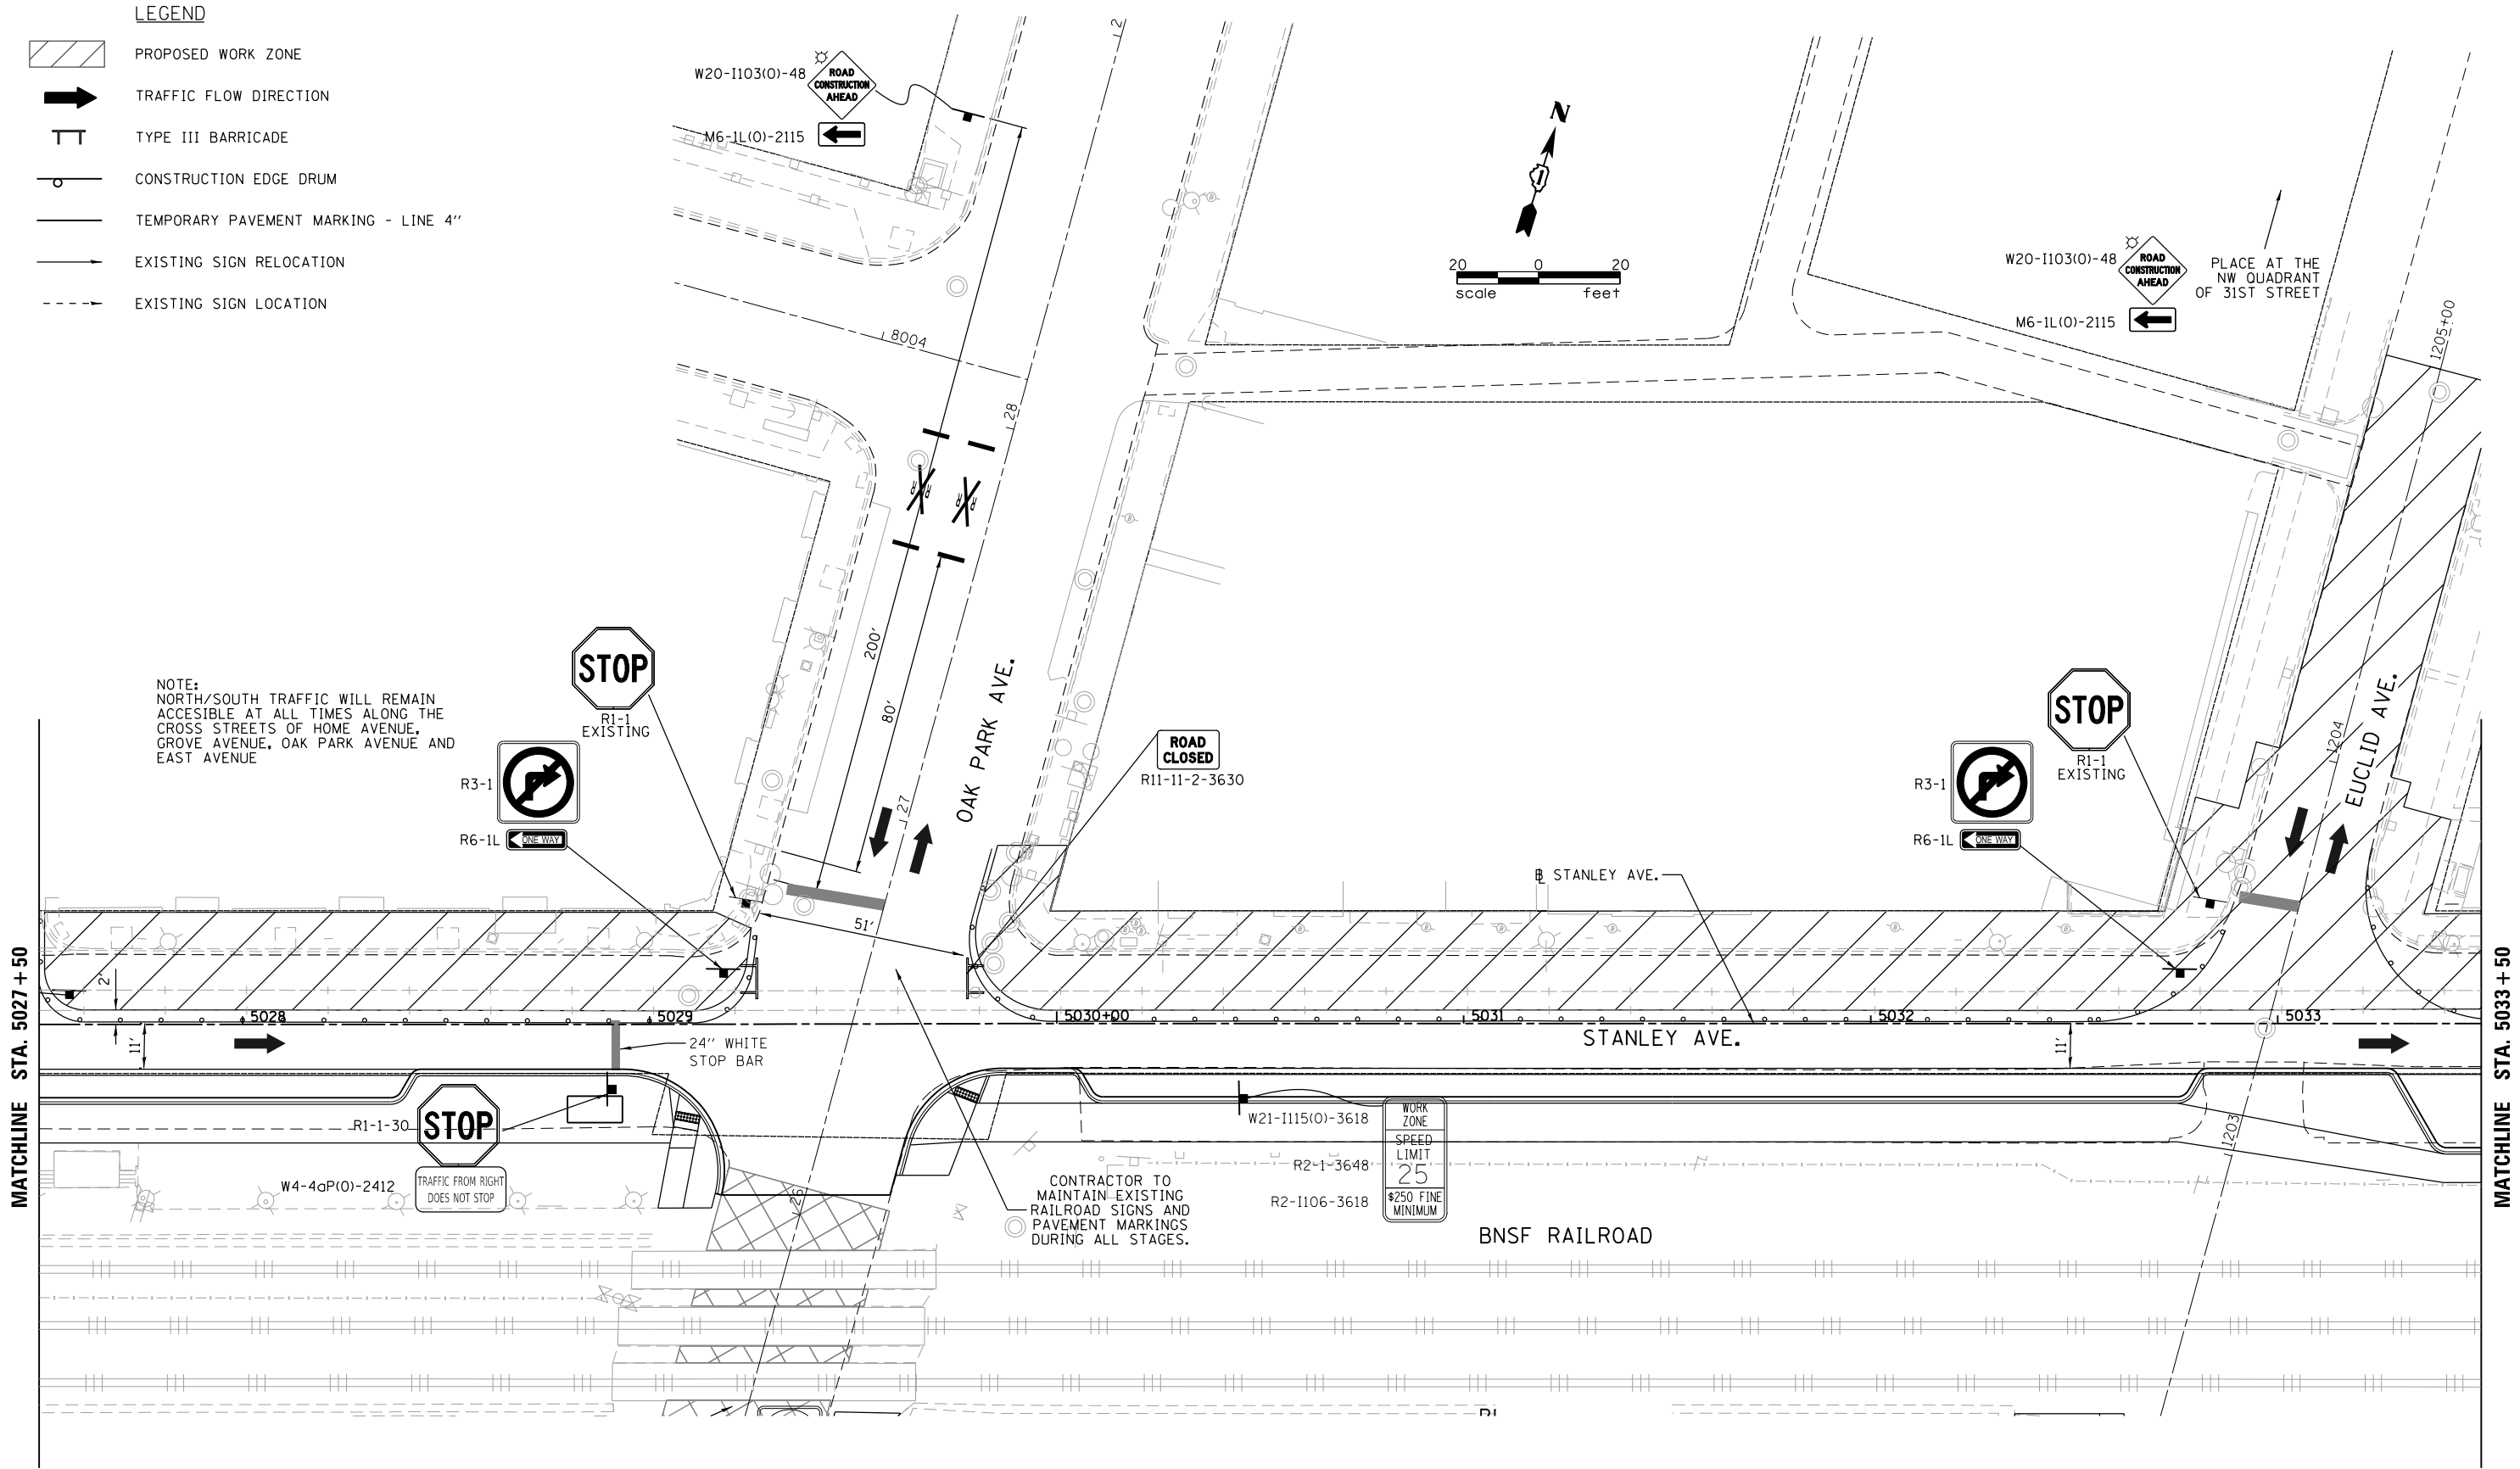 LEGEND
PROPOSED WORK ZONE
TRAFFIC FLOW DIRECTION
TYPE III BARRICADE
CONSTRUCTION EDGE DRUM
TEMPORARY PAVEMENT MARKING - LINE 4''
EXISTING SIGN RELOCATION
EXISTING SIGN LOCATION
W20-I103(O)-48
ROAD
CONSTRUCTION
AHEAD
M6-1L(O)-2115
N
20 0 20
scale feet
W20-I103(O)-48
ROAD
CONSTRUCTION
AHEAD
M6-1L(O)-2115
PLACE AT THE
NW QUADRANT
OF 31ST STREET
1205+00
8004
28
200'
80'
NOTE:
NORTH/SOUTH TRAFFIC WILL REMAIN
ACCESIBLE AT ALL TIMES ALONG THE
CROSS STREETS OF HOME AVENUE,
GROVE AVENUE, OAK PARK AVENUE AND
EAST AVENUE
STOP
R1-1
EXISTING
R3-1
R6-1L
ONE WAY
OAK PARK AVE.
27
51'
ROAD
CLOSED
R11-11-2-3630
STOP
R1-1
EXISTING
R3-1
R6-1L
ONE WAY
1204
EUCLID AVE.
B STANLEY AVE.
MATCHLINE STA. 5027+50
2'
11'
5028
5029
5030+00
5031
5032
5033
STANLEY AVE.
11'
MATCHLINE STA. 5033+50
24'' WHITE
STOP BAR
R1-1-30
STOP
W4-4aP(O)-2412
TRAFFIC FROM RIGHT
DOES NOT STOP
26
CONTRACTOR TO
MAINTAIN EXISTING
RAILROAD SIGNS AND
PAVEMENT MARKINGS
DURING ALL STAGES.
W21-I115(O)-3618
R2-1-3648
R2-I106-3618
WORK
ZONE
SPEED
LIMIT
25
$250 FINE
MINIMUM
1203
BNSF RAILROAD